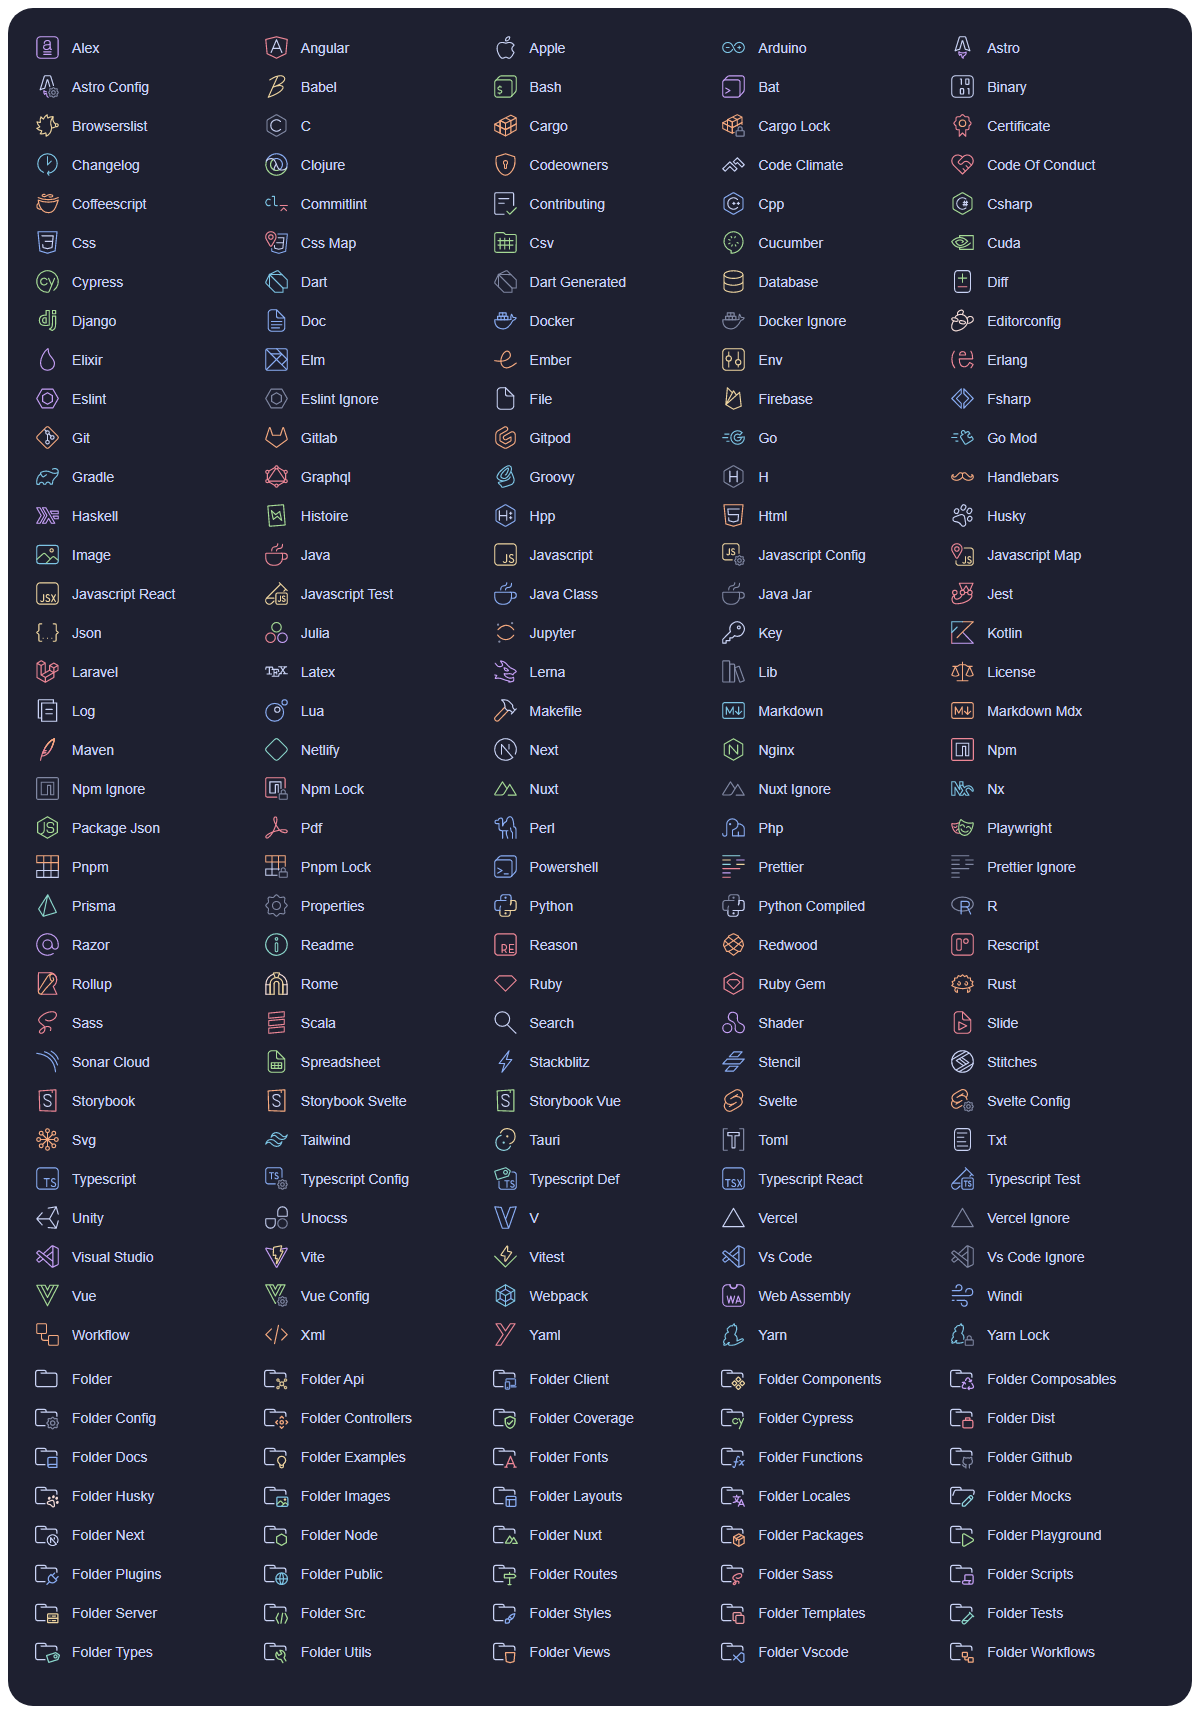 Alex Angular Apple Arduino Astro
Astro Config Babel Bash Bat Binary
Browserslist C Cargo Cargo Lock Certificate
Changelog Clojure Codeowners Code Climate Code Of Conduct
Coffeescript Commitlint Contributing Cpp Csharp
Css Css Map Csv Cucumber Cuda
Cypress Dart Dart Generated Database Diff
Django Doc Docker Docker Ignore Editorconfig
Elixir Elm Ember Env Erlang
Eslint Eslint Ignore File Firebase Fsharp
Git Gitlab Gitpod Go Go Mod
Gradle Graphql Groovy H Handlebars
Haskell Histoire Hpp Html Husky
Image Java Javascript Javascript Config Javascript Map
Javascript React Javascript Test Java Class Java Jar Jest
Json Julia Jupyter Key Kotlin
Laravel Latex Lerna Lib License
Log Lua Makefile Markdown Markdown Mdx
Maven Netlify Next Nginx Npm
Npm Ignore Npm Lock Nuxt Nuxt Ignore Nx
Package Json Pdf Perl Php Playwright
Pnpm Pnpm Lock Powershell Prettier Prettier Ignore
Prisma Properties Python Python Compiled R
Razor Readme Reason Redwood Rescript
Rollup Rome Ruby Ruby Gem Rust
Sass Scala Search Shader Slide
Sonar Cloud Spreadsheet Stackblitz Stencil Stitches
Storybook Storybook Svelte Storybook Vue Svelte Svelte Config
Svg Tailwind Tauri Toml Txt
Typescript Typescript Config Typescript Def Typescript React Typescript Test
Unity Unocss V Vercel Vercel Ignore
Visual Studio Vite Vitest Vs Code Vs Code Ignore
Vue Vue Config Webpack Web Assembly Windi
Workflow Xml Yaml Yarn Yarn Lock
Folder Folder Api Folder Client Folder Components Folder Composables
Folder Config Folder Controllers Folder Coverage Folder Cypress Folder Dist
Folder Docs Folder Examples Folder Fonts Folder Functions Folder Github
Folder Husky Folder Images Folder Layouts Folder Locales Folder Mocks
Folder Next Folder Node Folder Nuxt Folder Packages Folder Playground
Folder Plugins Folder Public Folder Routes Folder Sass Folder Scripts
Folder Server Folder Src Folder Styles Folder Templates Folder Tests
Folder Types Folder Utils Folder Views Folder Vscode Folder Workflows